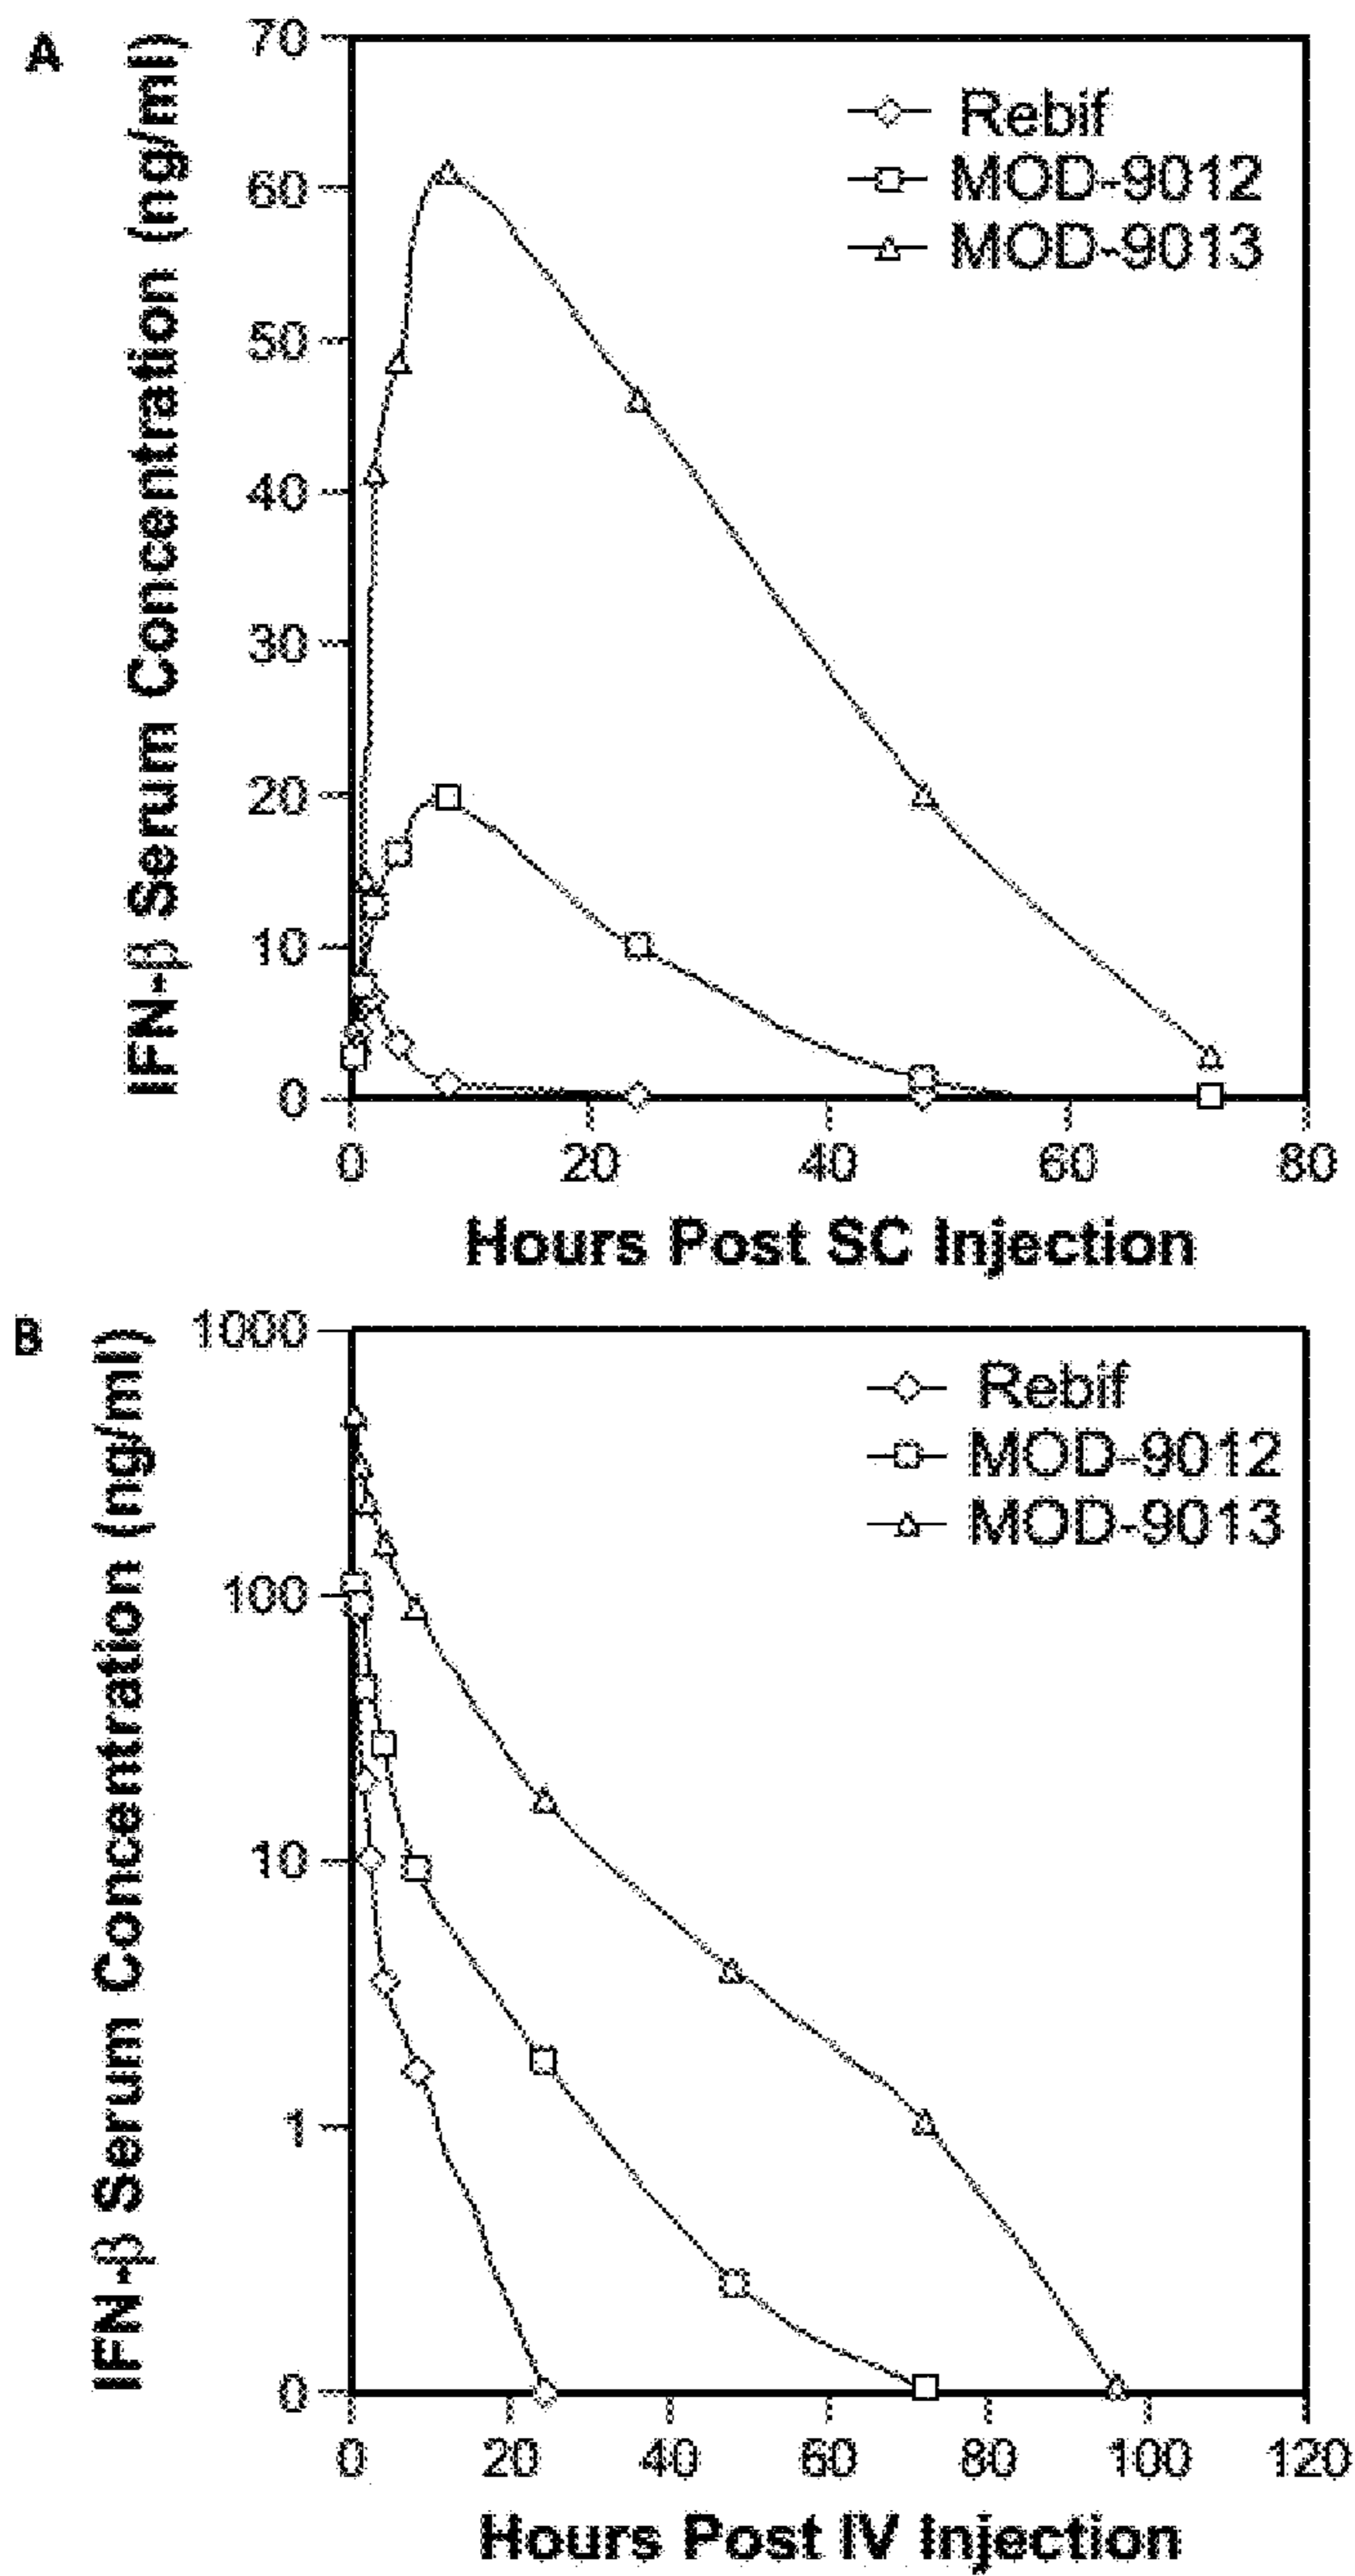 A
IFN-β Serum Concentration (ng/ml)
70
60
50
40
30
20
10
0
Rebif
MOD-9012
MOD-9013
0 20 40 60 80
Hours Post SC Injection
B
IFN-β Serum Concentration (ng/ml)
1000
100
10
1
0
Rebif
MOD-9012
MOD-9013
0 20 40 60 80 100 120
Hours Post IV Injection